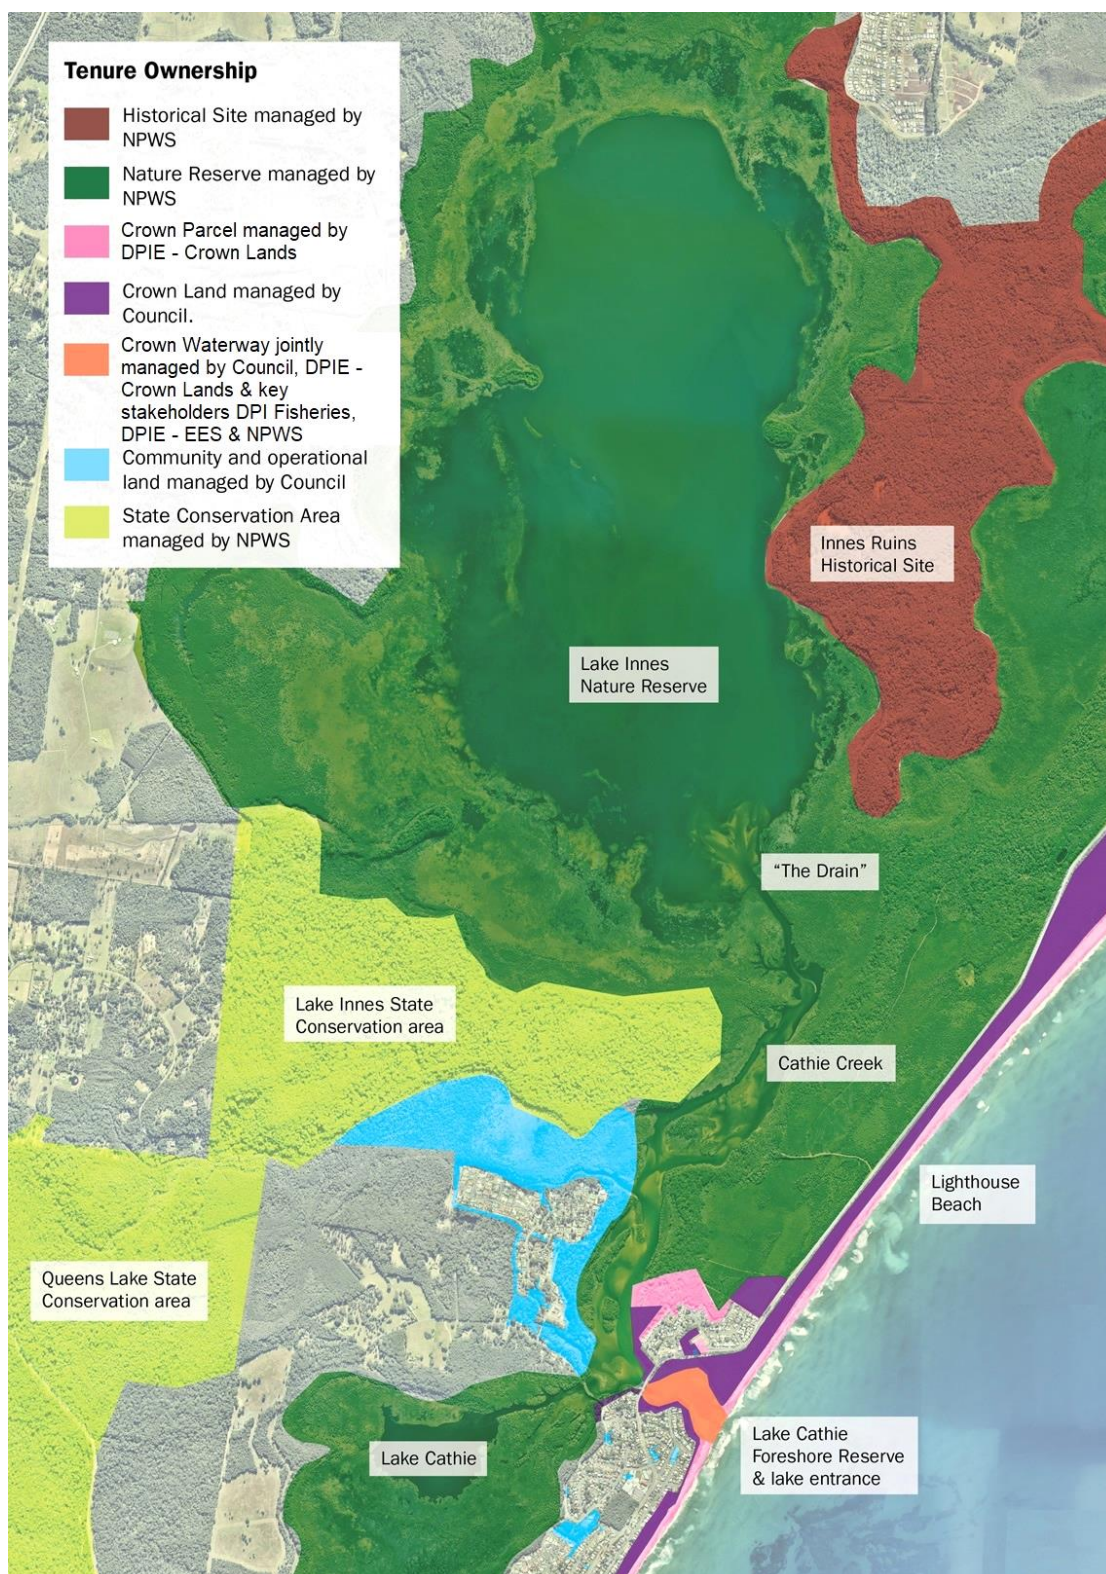 Tenure Ownership
Historical Site managed by
NPWS
Nature Reserve managed by
NPWS
Crown Parcel managed by
DPIE - Crown Lands
Crown Land managed by
Council.
Crown Waterway jointly
managed by Council, DPIE -
Crown Lands & key
stakeholders DPI Fisheries,
DPIE - EES & NPWS
Community and operational
land managed by Council
State Conservation Area
managed by NPWS
Innes Ruins
Historical Site
Lake Innes
Nature Reserve
“The Drain”
Lake Innes State
Conservation area
Cathie Creek
Lighthouse
Beach
Queens Lake State
Conservation area
Lake Cathie
Lake Cathie
Foreshore Reserve
& lake entrance